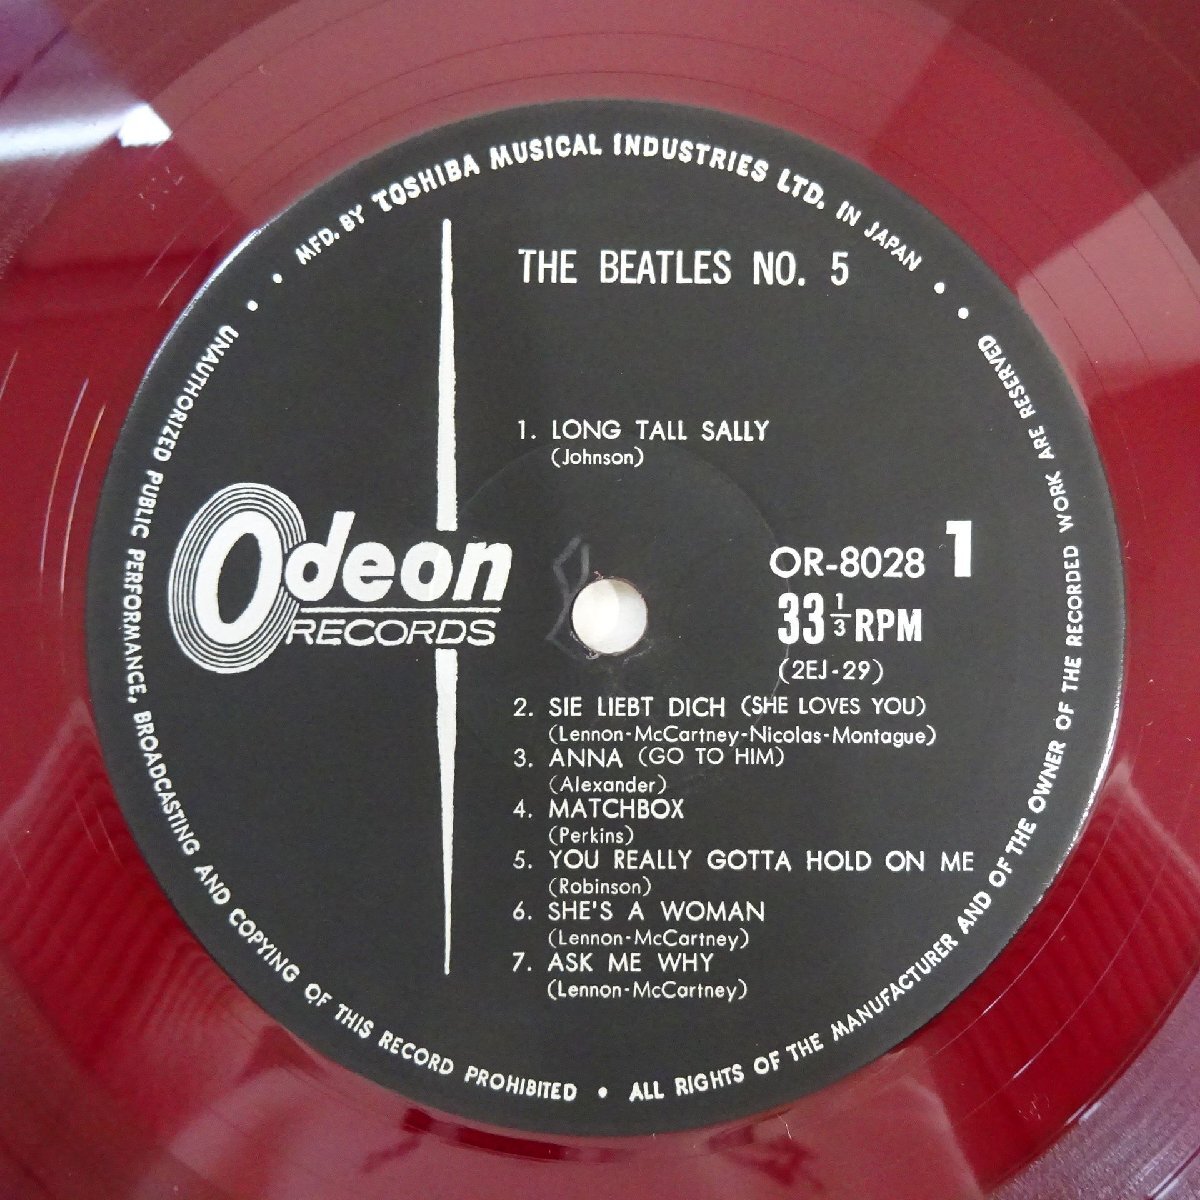 MFD. BY TOSHIBA MUSICAL INDUSTRIES LTD. IN JAPAN
THE BEATLES NO. 5
1. LONG TALL SALLY
(Johnson)
Odeon
RECORDS
OR-8028 1
33 1/3 RPM
(2EJ-29)
2. SIE LIEBT DICH (SHE LOVES YOU)
(Lennon-McCartney-Nicolas-Montague)
3. ANNA (GO TO HIM)
(Alexander)
4. MATCHBOX
(Perkins)
5. YOU REALLY GOTTA HOLD ON ME
(Robinson)
6. SHE'S A WOMAN
(Lennon-McCartney)
7. ASK ME WHY
(Lennon-McCartney)
UNAUTHORIZED PUBLIC PERFORMANCE, BROADCASTING AND COPYING OF THIS RECORD PROHIBITED • ALL RIGHTS OF THE MANUFACTURER AND OF THE OWNER OF THE RECORDED WORK ARE RESERVED